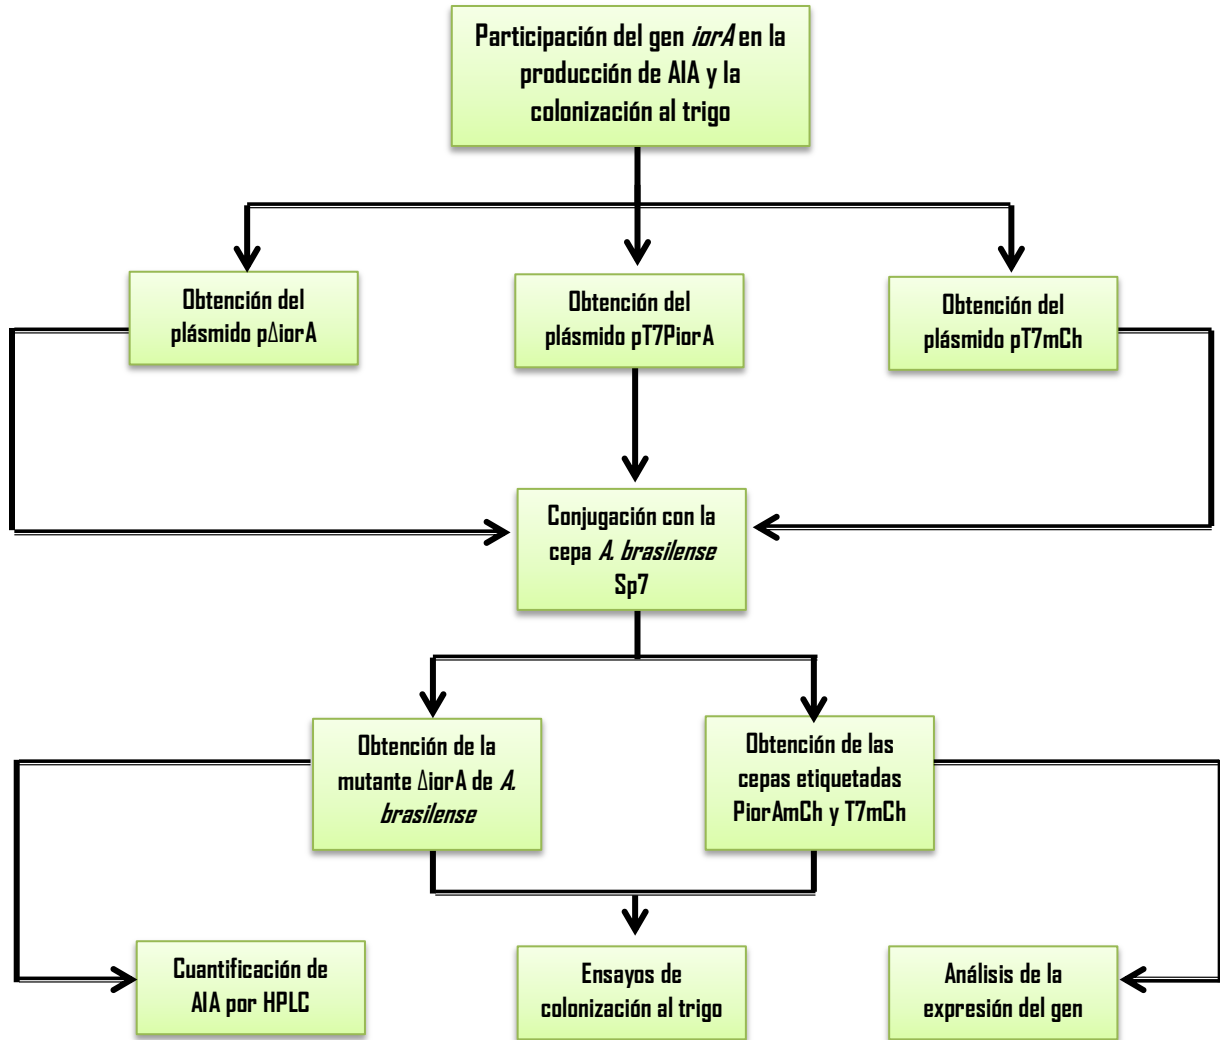 Participación del gen iorA en la
producción de AIA y la
colonización al trigo
Obtención del
plásmido pΔiorA
Obtención del
plásmido pT7PiorA
Obtención del
plásmido pT7mCh
Conjugación con la
cepa A. brasilense
Sp7
Obtención de la
mutante ΔiorA de A.
brasilense
Obtención de las
cepas etiquetadas
PiorAmCh y T7mCh
Cuantificación de
AIA por HPLC
Ensayos de
colonización al trigo
Análisis de la
expresión del gen